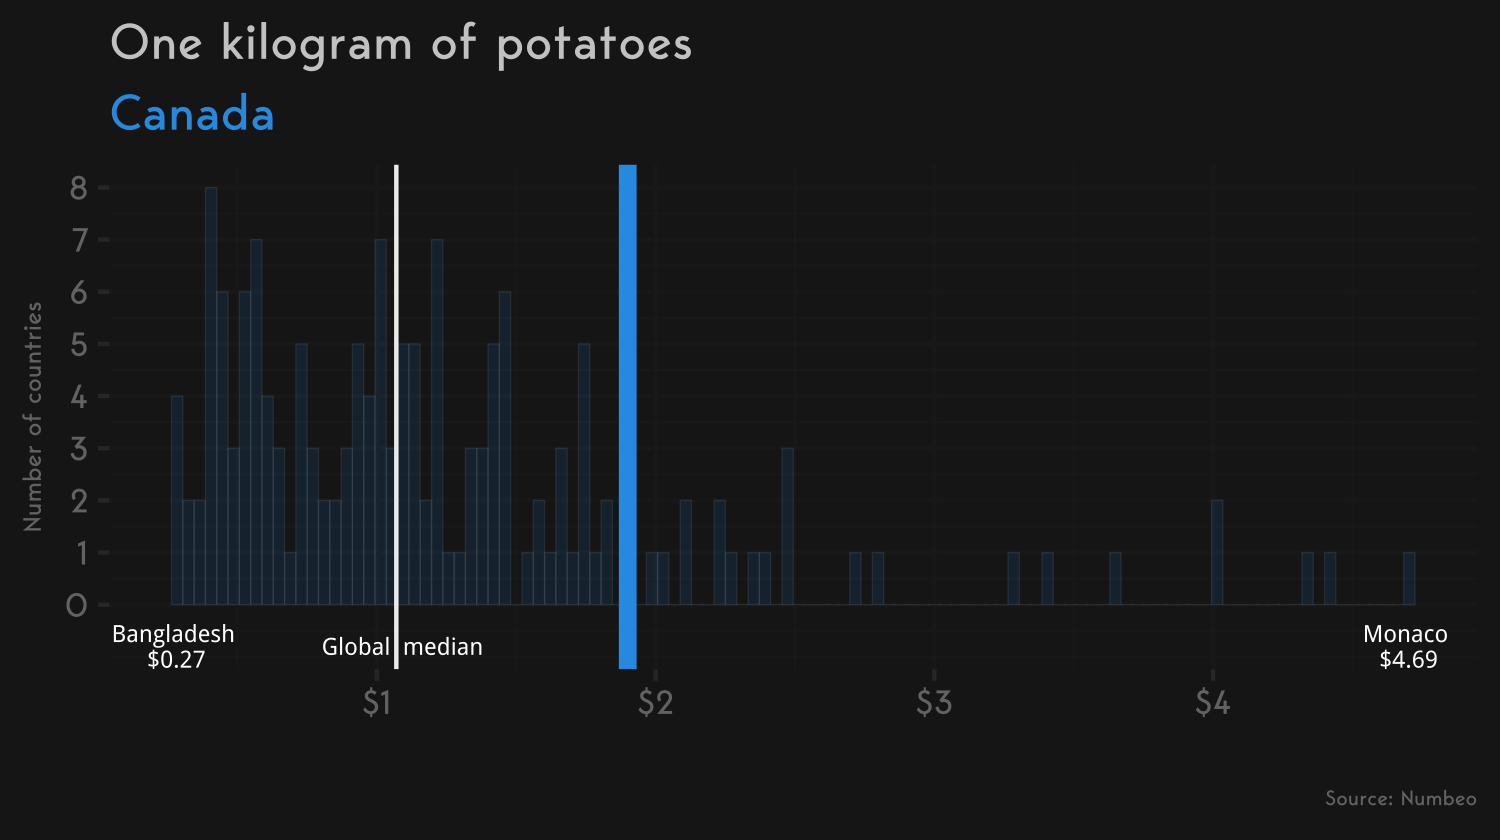 One kilogram of potatoes
Canada
Number of countries
8
7
6
5
4
3
2
1
0
Bangladesh
$0.27
Global median
Monaco
$4.69
$1
$2
$3
$4
Source: Numbeo